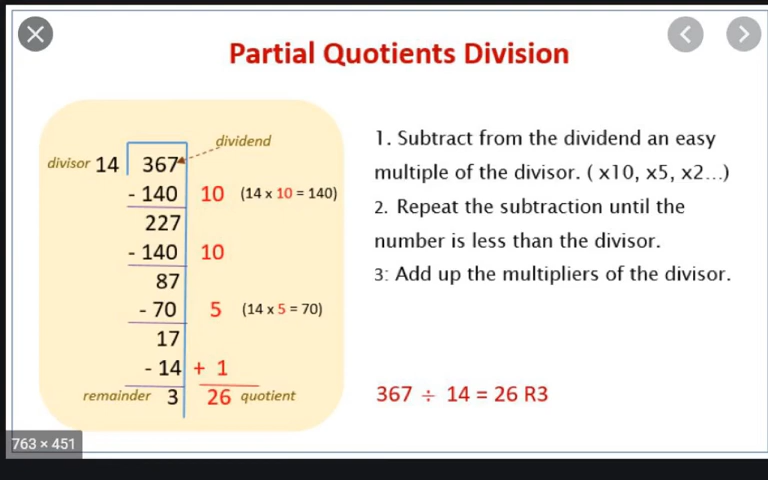 Partial Quotients Division
dividend
divisor 14 367
- 140 10 (14 x 10 = 140)
227
- 140 10
87
- 70 5 (14 x 5 = 70)
17
- 14 + 1
remainder 3 26 quotient
1. Subtract from the dividend an easy
multiple of the divisor. ( x10, x5, x2...)
2. Repeat the subtraction until the
number is less than the divisor.
3: Add up the multipliers of the divisor.
367 ÷ 14 = 26 R3
763 × 451